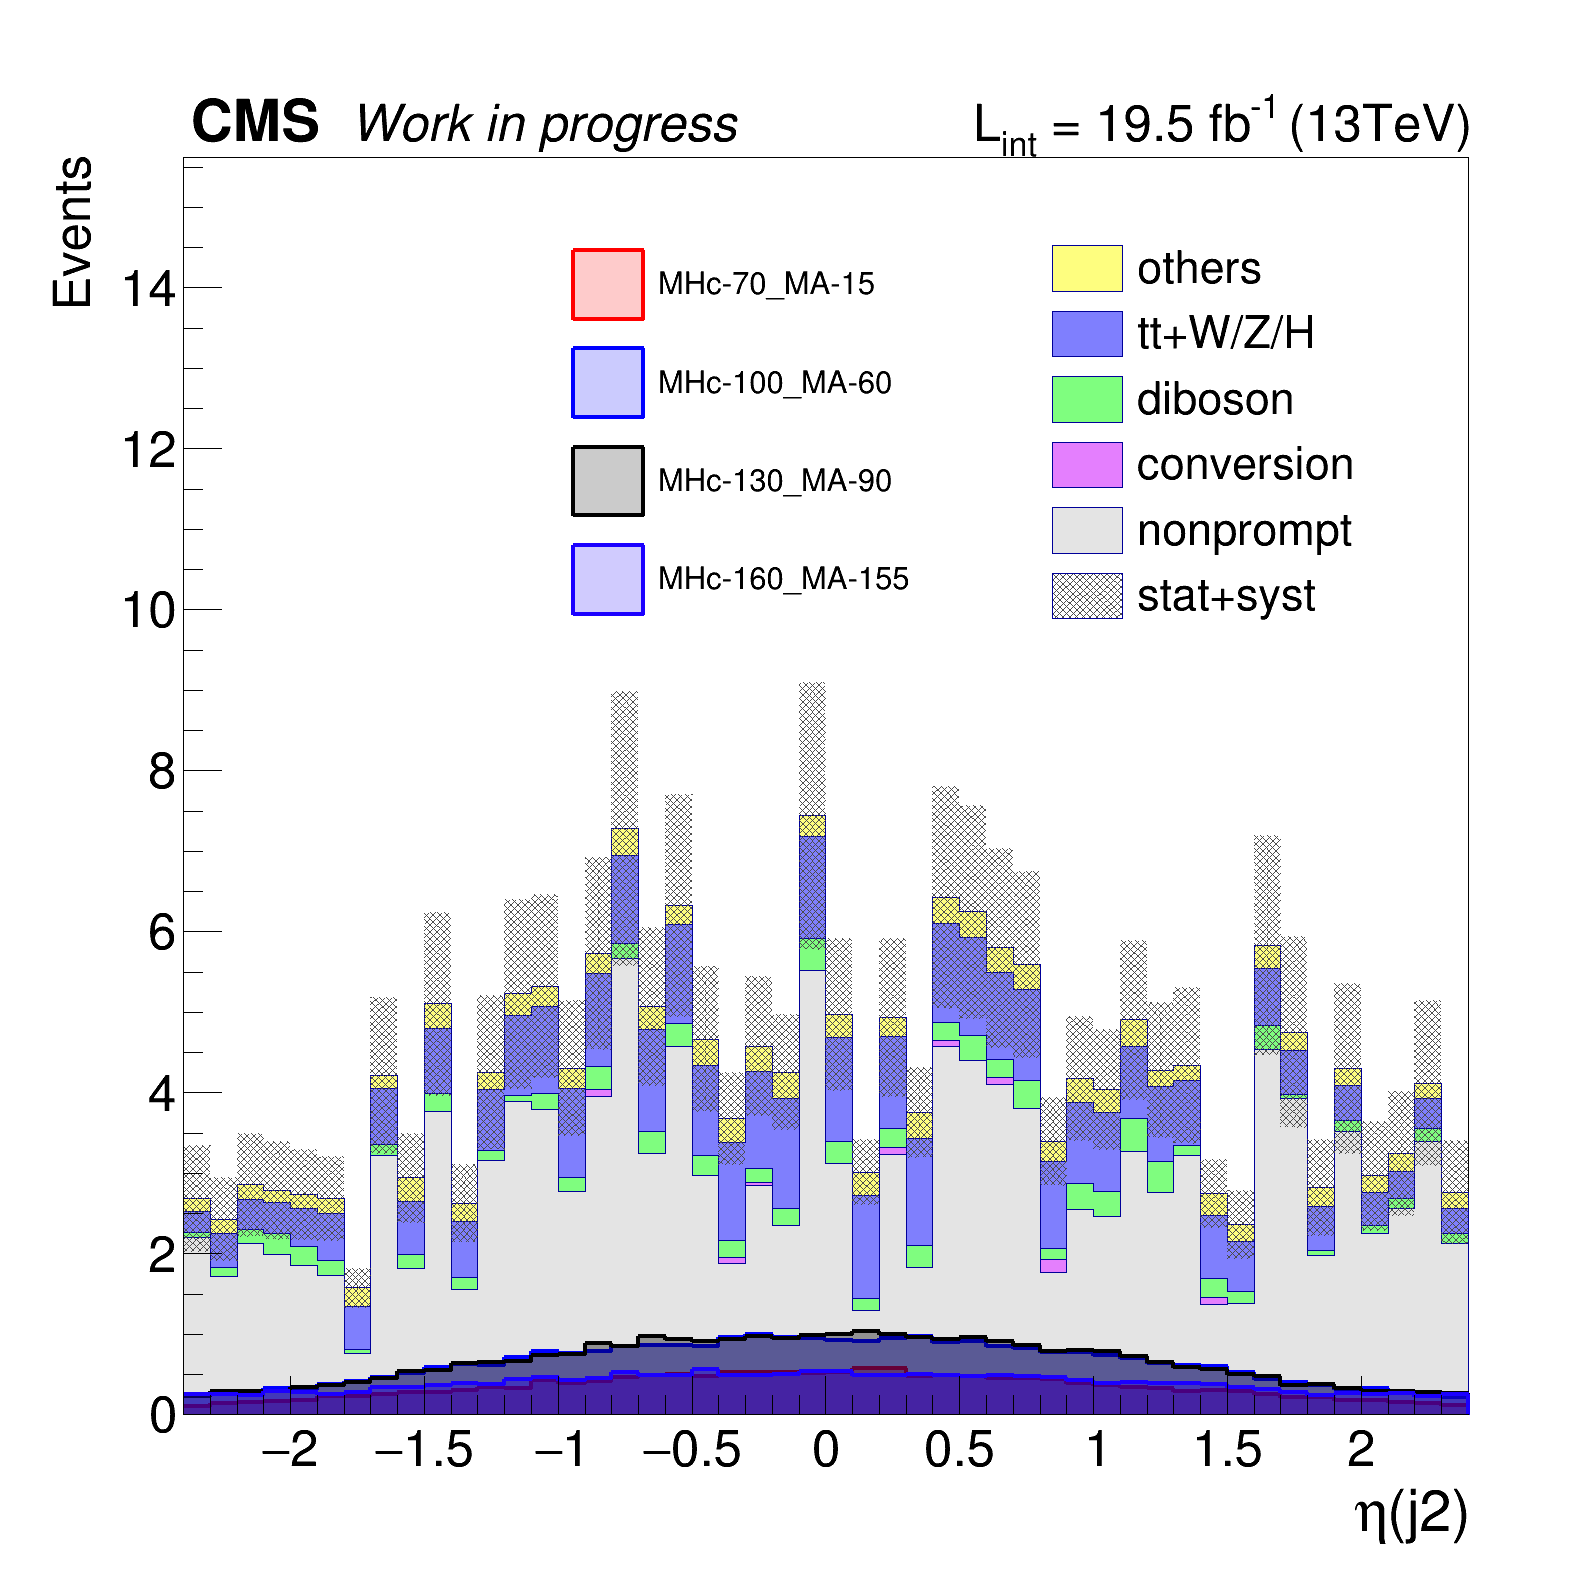 CMS Work in progress L_int = 19.5 fb^-1 (13TeV)
Events
14
12
10
8
6
4
2
0
MHc-70_MA-15
MHc-100_MA-60
MHc-130_MA-90
MHc-160_MA-155
others
tt+W/Z/H
diboson
conversion
nonprompt
stat+syst
−2 −1.5 −1 −0.5 0 0.5 1 1.5 2
η(j2)